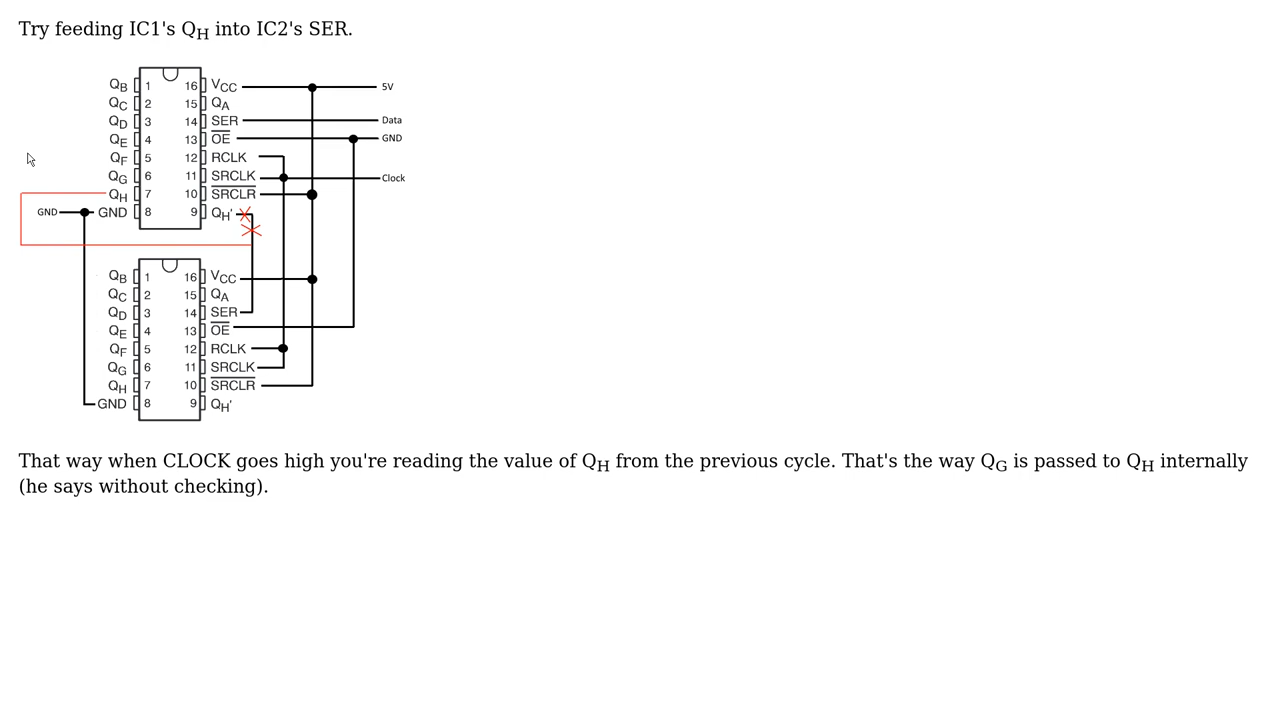 Try feeding IC1's QH into IC2's SER.
QB 1 16 VCC 5V
QC 2 15 QA
QD 3 14 SER Data
QE 4 13 OE GND
QF 5 12 RCLK
QG 6 11 SRCLK Clock
QH 7 10 SRCLR
GND GND 8 9 QH'
QB 1 16 VCC
QC 2 15 QA
QD 3 14 SER
QE 4 13 OE
QF 5 12 RCLK
QG 6 11 SRCLK
QH 7 10 SRCLR
GND 8 9 QH'
That way when CLOCK goes high you're reading the value of QH from the previous cycle. That's the way QG is passed to QH internally
(he says without checking).